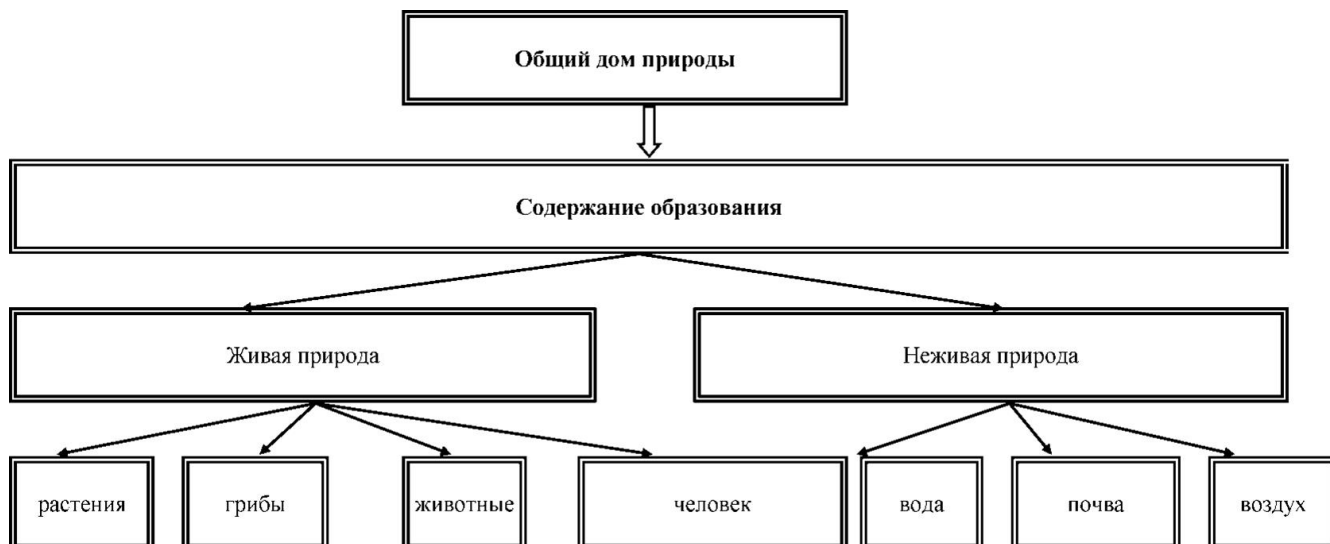 Общий дом природы
Содержание образования
Живая природа
Неживая природа
растения
грибы
животные
человек
вода
почва
воздух